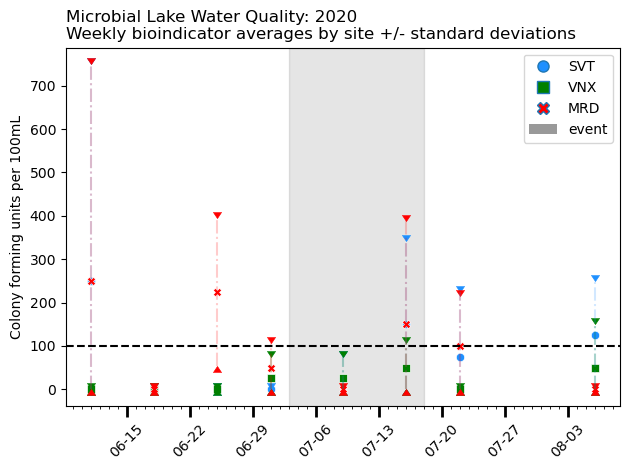 Microbial Lake Water Quality: 2020
Weekly bioindicator averages by site +/- standard deviations
Colony forming units per 100mL
700
600
500
400
300
200
100
0
SVT
VNX
MRD
event
06-15
06-22
06-29
07-06
07-13
07-20
07-27
08-03